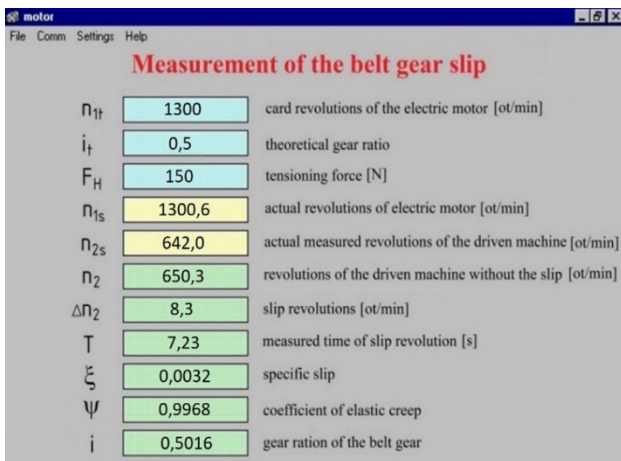 motor
File Comm Settings Help
Measurement of the belt gear slip
n1t 1300 card revolutions of the electric motor [ot/min]
it 0,5 theoretical gear ratio
FH 150 tensioning force [N]
n1s 1300,6 actual revolutions of electric motor [ot/min]
n2s 642,0 actual measured revolutions of the driven machine [ot/min]
n2 650,3 revolutions of the driven machine without the slip [ot/min]
Δn2 8,3 slip revolutions [ot/min]
T 7,23 measured time of slip revolution [s]
ξ 0,0032 specific slip
ψ 0,9968 coefficient of elastic creep
i 0,5016 gear ration of the belt gear